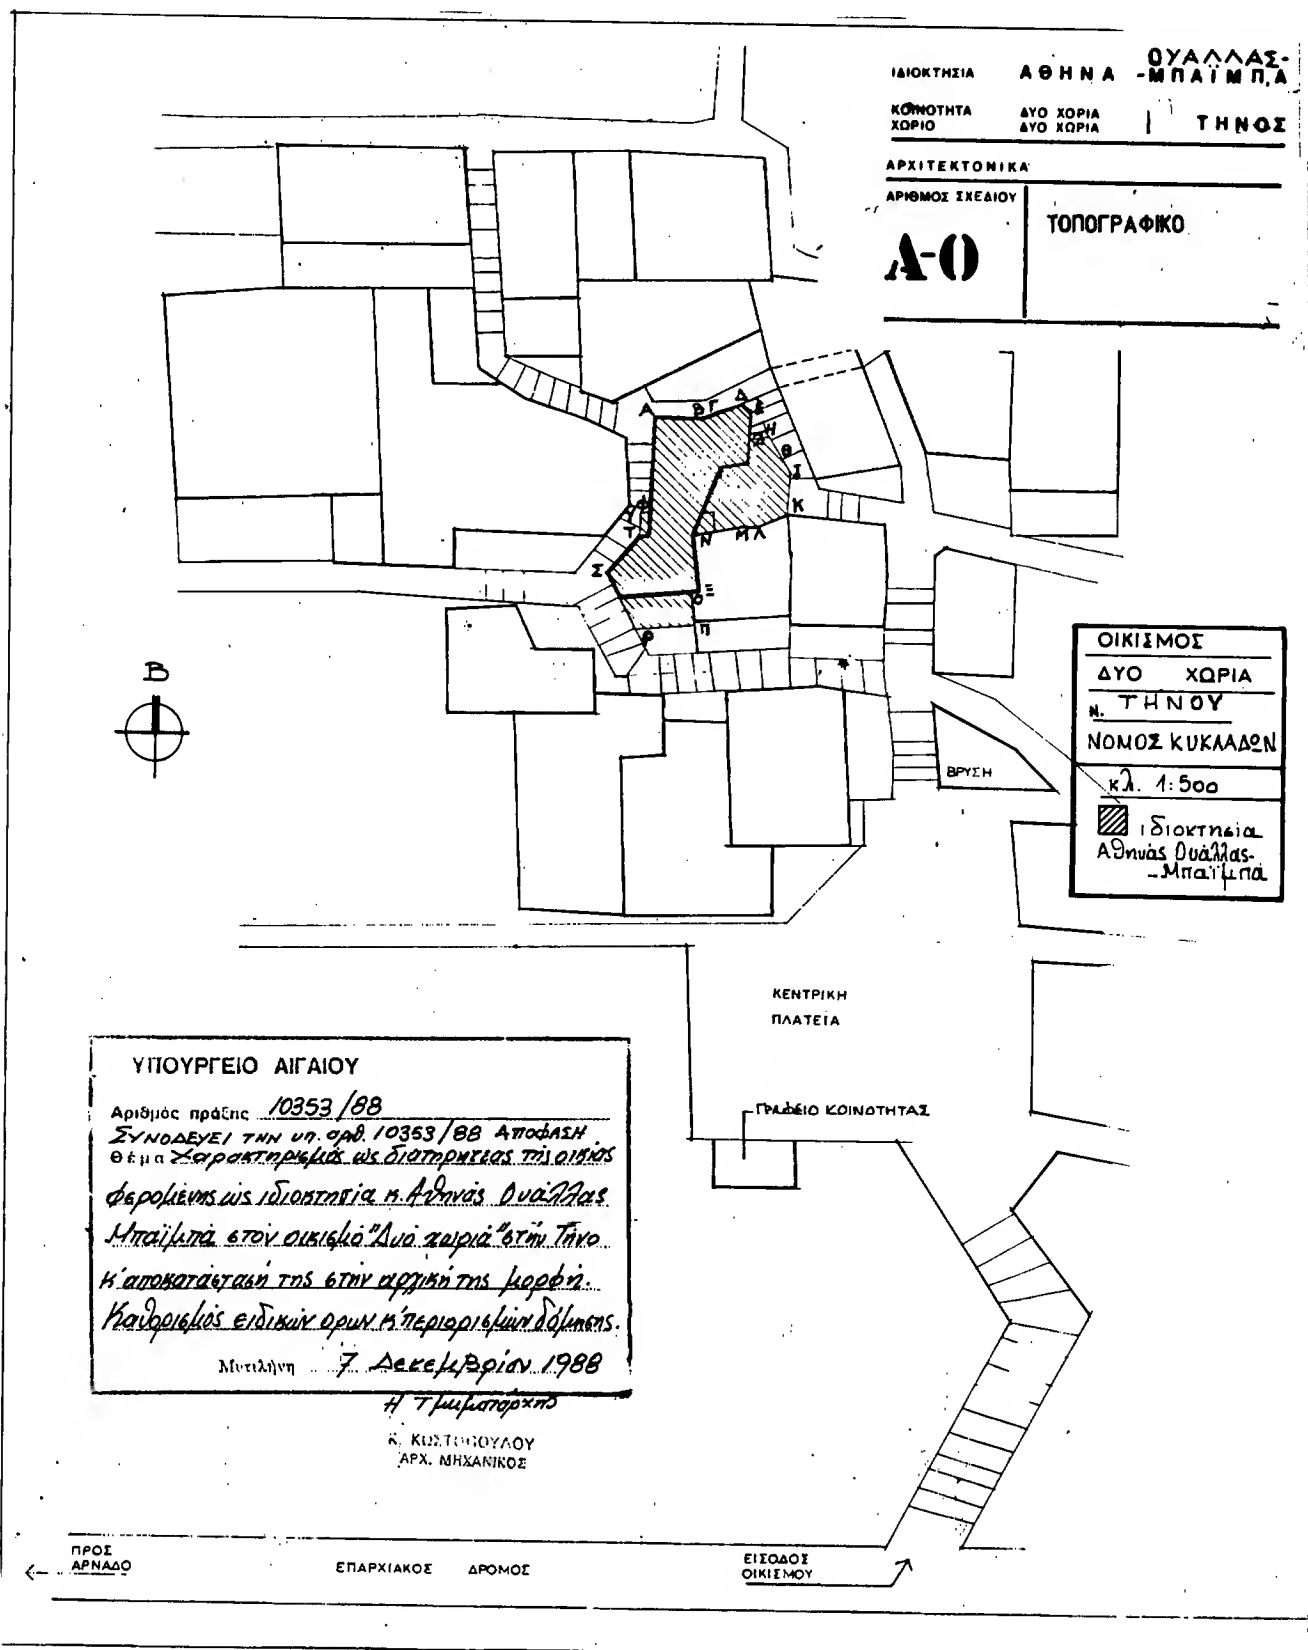 ΙΔΙΟΚΤΗΣΙΑ ΑΘΗΝΑ ΟΥΑΛΛΑΣ-
-ΜΠΑΪΜΠΑ
ΚΟΙΝΟΤΗΤΑ ΔΥΟ ΧΩΡΙΑ
ΧΩΡΙΟ ΔΥΟ ΧΩΡΙΑ ΤΗΝΟΣ
ΑΡΧΙΤΕΚΤΟΝΙΚΑ
ΑΡΙΘΜΟΣ ΣΧΕΔΙΟΥ
Α-0
ΤΟΠΟΓΡΑΦΙΚΟ
Α Β Γ Δ Ε
Ζ Η
Θ
Ι
Κ
Υ Φ
Τ Ν Μ Λ
Σ
Ξ
Ο
Ρ Π
Β
ΒΡΥΣΗ
ΟΙΚΙΣΜΟΣ
ΔΥΟ ΧΩΡΙΑ
Ν. ΤΗΝΟΥ
ΝΟΜΟΣ ΚΥΚΛΑΔΩΝ
κλ. 1:500
ιδιοκτησία
Αθηνάς Ουάλλας-
-Μπαϊμπά
ΚΕΝΤΡΙΚΗ
ΠΛΑΤΕΙΑ
ΓΡΑΦΕΙΟ ΚΟΙΝΟΤΗΤΑΣ
ΥΠΟΥΡΓΕΙΟ ΑΙΓΑΙΟΥ
Αριθμός πράξης 10353/88
ΣΥΝΟΔΕΥΕΙ ΤΗΝ υπ. αρθ. 10353/88 ΑΠΟΦΑΣΗ
Θέμα Χαρακτηρισμός ως διατηρητέας της οικίας
φερομένης ως ιδιοκτησία κ. Αθηνάς Ουάλλας
Μπαϊμπά στον οικισμό "Δυό χωριά" στην Τήνο
κ' αποκατάσταση της στην αρχική της μορφή.
Καθορισμός ειδικών όρων κ' περιορισμών δόμησης.
Μυτιλήνη 7 Δεκεμβρίου 1988
Η Τμηματάρχης
Κ. ΚΩΣΤΟΠΟΥΛΟΥ
ΑΡΧ. ΜΗΧΑΝΙΚΟΣ
ΠΡΟΣ
ΑΡΝΑΔΟ
ΕΠΑΡΧΙΑΚΟΣ ΔΡΟΜΟΣ
ΕΙΣΟΔΟΣ
ΟΙΚΙΣΜΟΥ